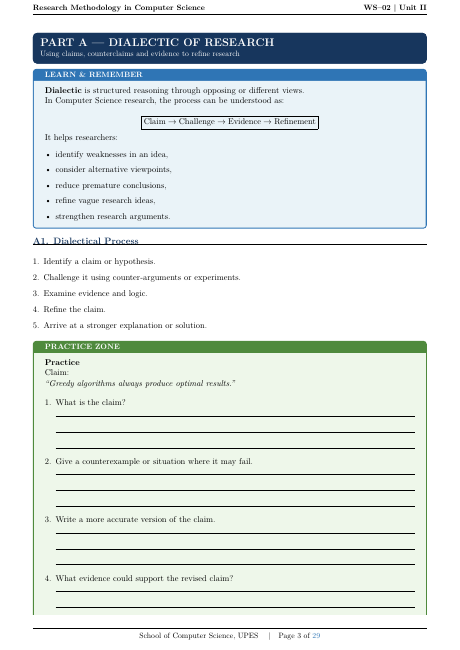 Research Methodology in Computer Science WS–02 | Unit II
PART A — DIALECTIC OF RESEARCH
Using claims, counterclaims and evidence to refine research
LEARN & REMEMBER
Dialectic is structured reasoning through opposing or different views.
In Computer Science research, the process can be understood as:
Claim → Challenge → Evidence → Refinement
It helps researchers:
• identify weaknesses in an idea,
• consider alternative viewpoints,
• reduce premature conclusions,
• refine vague research ideas,
• strengthen research arguments.
A1. Dialectical Process
1. Identify a claim or hypothesis.
2. Challenge it using counter-arguments or experiments.
3. Examine evidence and logic.
4. Refine the claim.
5. Arrive at a stronger explanation or solution.
PRACTICE ZONE
Practice
Claim:
“Greedy algorithms always produce optimal results.”
1. What is the claim?
2. Give a counterexample or situation where it may fail.
3. Write a more accurate version of the claim.
4. What evidence could support the revised claim?
School of Computer Science, UPES | Page 3 of 29